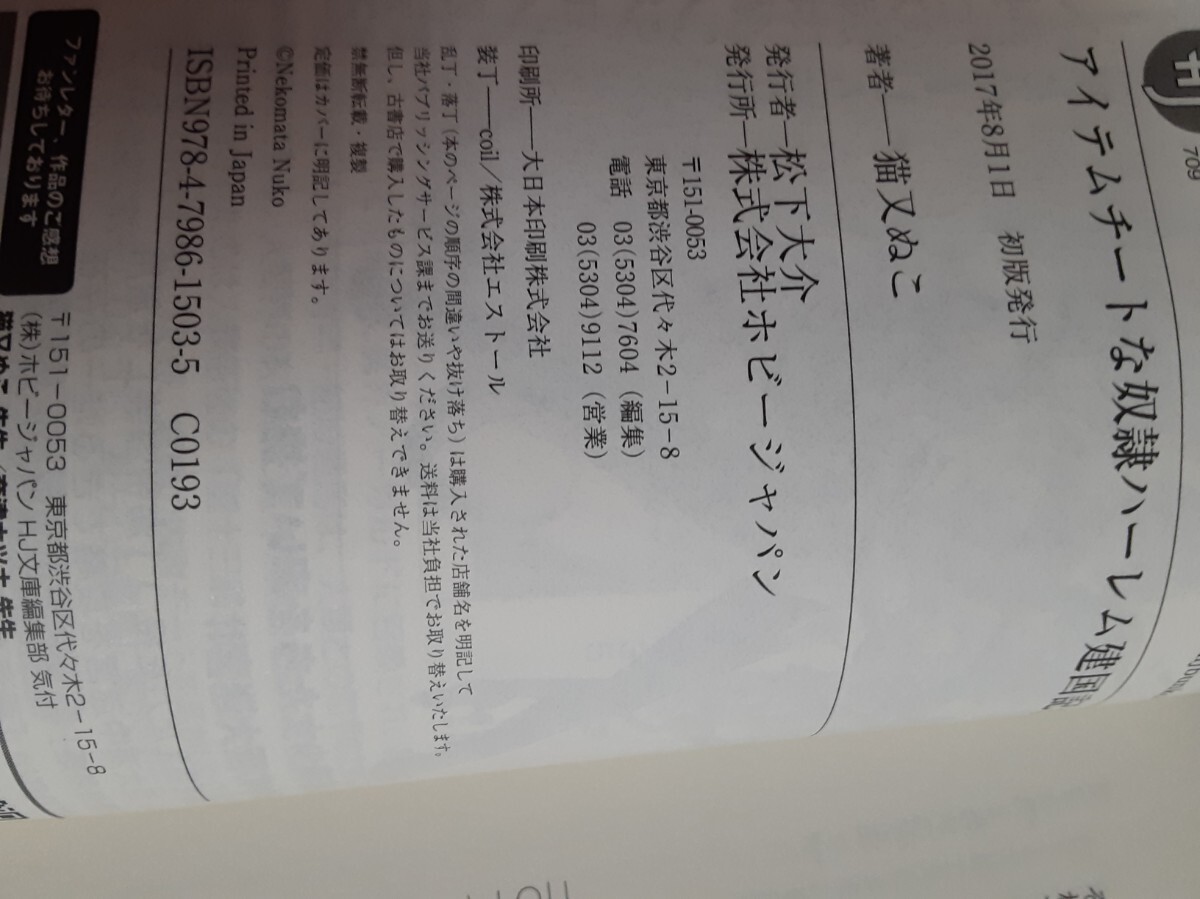 709
アイテムチートな奴隷ハーレム建国記
2017年8月1日 初版発行
著者――猫又ぬこ
発行者―松下大介
発行所―株式会社ホビージャパン
〒151-0053
東京都渋谷区代々木2-15-8
電話 03(5304)7604 (編集)
03(5304)9112 (営業)
印刷所――大日本印刷株式会社
装丁――coil／株式会社エストール
乱丁・落丁(本のページの順序の間違いや抜け落ち)は購入された店舗名を明記して
当社パブリッシングサービス課までお送りください。送料は当社負担でお取り替えいたします。
但し、古書店で購入したものについてはお取り替えできません。
禁無断転載・複製
定価はカバーに明記してあります。
©Nekomata Nuko
Printed in Japan
ISBN978-4-7986-1503-5 C0193
ファンレター、作品のご感想
お待ちしております
〒151-0053 東京都渋谷区代々木2-15-8
(株)ホビージャパン HJ文庫編集部 気付
猫又ぬこ 先生／